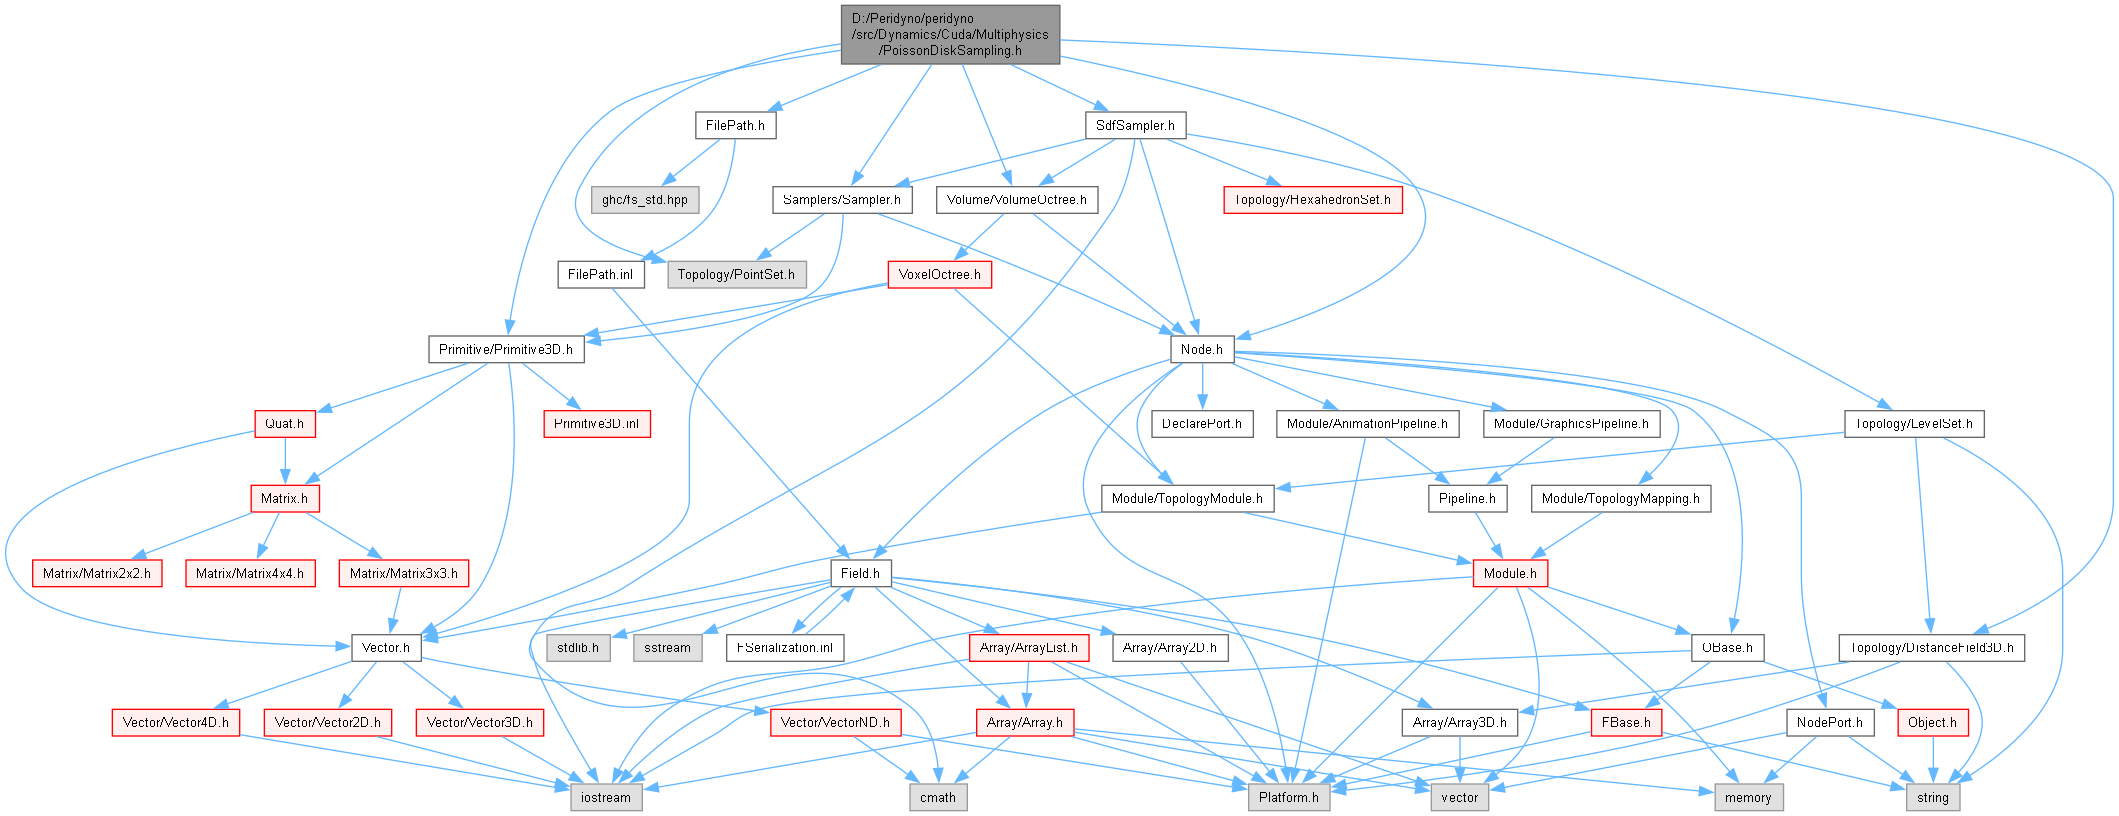 D:/Peridyno/peridyno
/src/Dynamics/Cuda/Multiphysics
/PoissonDiskSampling.h
FilePath.h
SdfSampler.h
ghc/fs_std.hpp
Samplers/Sampler.h
Volume/VolumeOctree.h
Topology/HexahedronSet.h
FilePath.inl
Topology/PointSet.h
VoxelOctree.h
Primitive/Primitive3D.h
Node.h
Quat.h
Primitive3D.inl
DeclarePort.h
Module/AnimationPipeline.h
Module/GraphicsPipeline.h
Topology/LevelSet.h
Matrix.h
Module/TopologyModule.h
Pipeline.h
Module/TopologyMapping.h
Matrix/Matrix2x2.h
Matrix/Matrix4x4.h
Matrix/Matrix3x3.h
Field.h
Module.h
Vector.h
stdlib.h
sstream
FSerialization.inl
Array/ArrayList.h
Array/Array2D.h
OBase.h
Topology/DistanceField3D.h
Vector/Vector4D.h
Vector/Vector2D.h
Vector/Vector3D.h
Vector/VectorND.h
Array/Array.h
Array/Array3D.h
FBase.h
NodePort.h
Object.h
iostream
cmath
Platform.h
vector
memory
string